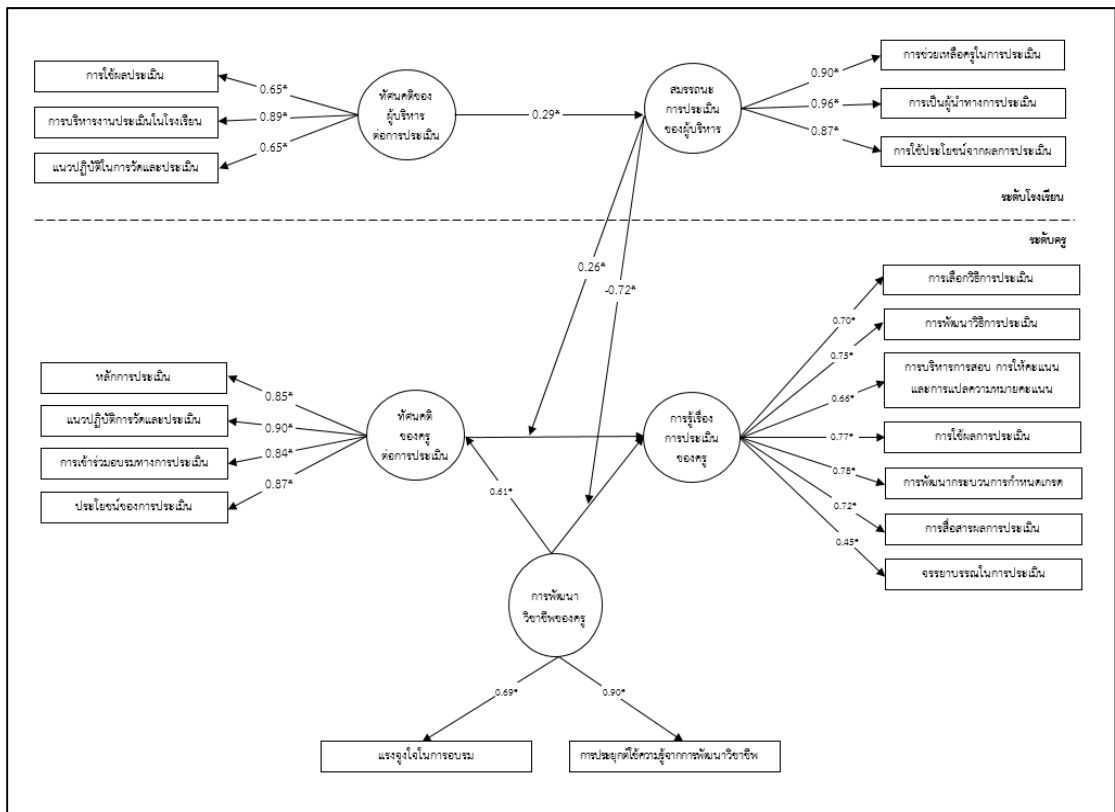 การใช้ผลประเมิน
0.65*
การบริหารงานประเมินในโรงเรียน
0.89*
แนวปฏิบัติในการวัดและประเมิน
0.65*
ทัศนคติของ
ผู้บริหาร
ต่อการประเมิน
0.29*
สมรรถนะ
การประเมิน
ของผู้บริหาร
การช่วยเหลือครูในการประเมิน
0.90*
การเป็นผู้นำทางการประเมิน
0.96*
การใช้ประโยชน์จากผลการประเมิน
0.87*
ระดับโรงเรียน
ระดับครู
0.26*
-0.72*
หลักการประเมิน
0.85*
แนวปฏิบัติการวัดและประเมิน
0.90*
การเข้าร่วมอบรมทางการประเมิน
0.84*
ประโยชน์ของการประเมิน
0.87*
ทัศนคติ
ของครู
ต่อการประเมิน
การรู้เรื่อง
การประเมิน
ของครู
การเลือกวิธีการประเมิน
0.70*
การพัฒนาวิธีการประเมิน
0.75*
การบริหารการสอบ การให้คะแนน
และการแปลความหมายคะแนน
0.66*
การใช้ผลการประเมิน
0.77*
การพัฒนากระบวนการกำหนดเกรด
0.78*
การสื่อสารผลการประเมิน
0.72*
จรรยาบรรณในการประเมิน
0.45*
0.61*
การพัฒนา
วิชาชีพของครู
0.69*
0.90*
แรงจูงใจในการอบรม
การประยุกต์ใช้ความรู้จากการพัฒนาวิชาชีพ